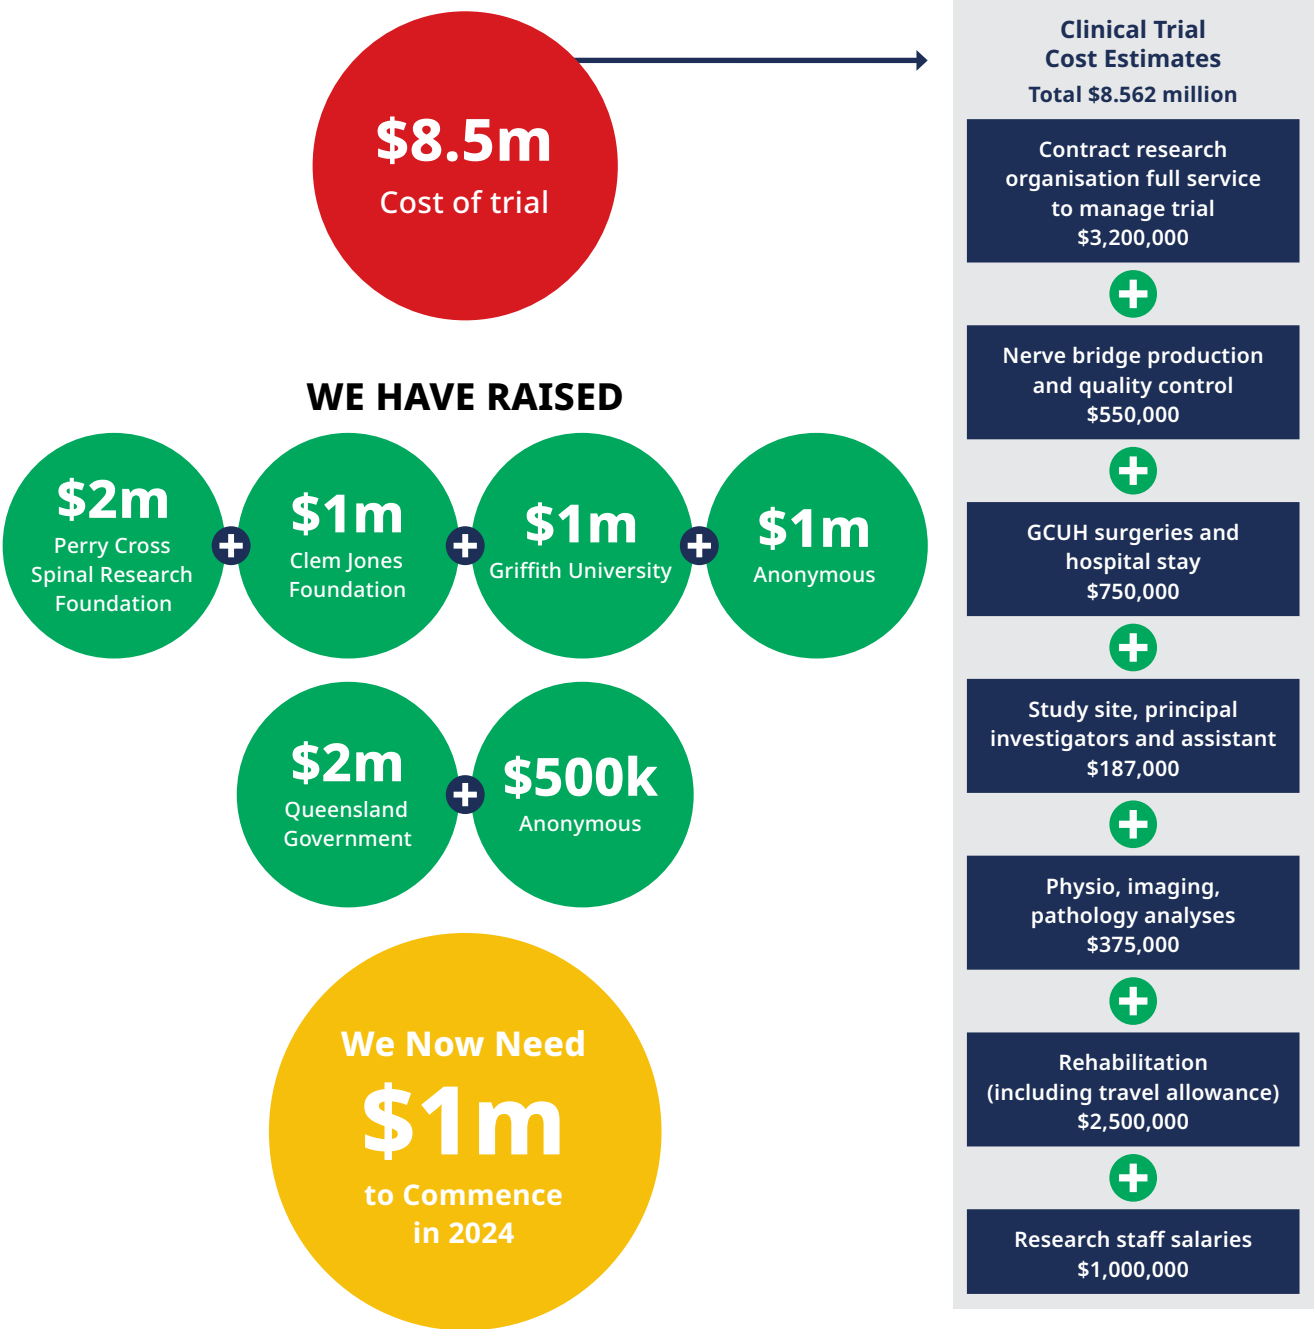 $8.5m
Cost of trial
WE HAVE RAISED
$2m
Perry Cross
Spinal Research
Foundation
$1m
Clem Jones
Foundation
$1m
Griffith University
$1m
Anonymous
$2m
Queensland
Government
$500k
Anonymous
We Now Need
$1m
to Commence
in 2024
Clinical Trial
Cost Estimates
Total $8.562 million
Contract research
organisation full service
to manage trial
$3,200,000
Nerve bridge production
and quality control
$550,000
GCUH surgeries and
hospital stay
$750,000
Study site, principal
investigators and assistant
$187,000
Physio, imaging,
pathology analyses
$375,000
Rehabilitation
(including travel allowance)
$2,500,000
Research staff salaries
$1,000,000